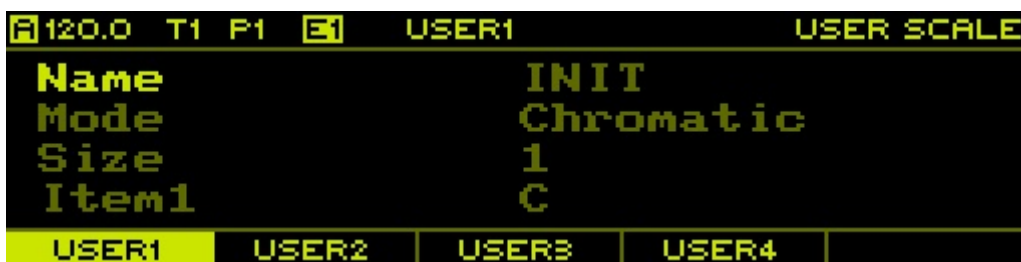 A 120.0 T1 P1 E1 USER1 USER SCALE
Name INIT
Mode Chromatic
Size 1
Item1 C
USER1 USER2 USER3 USER4